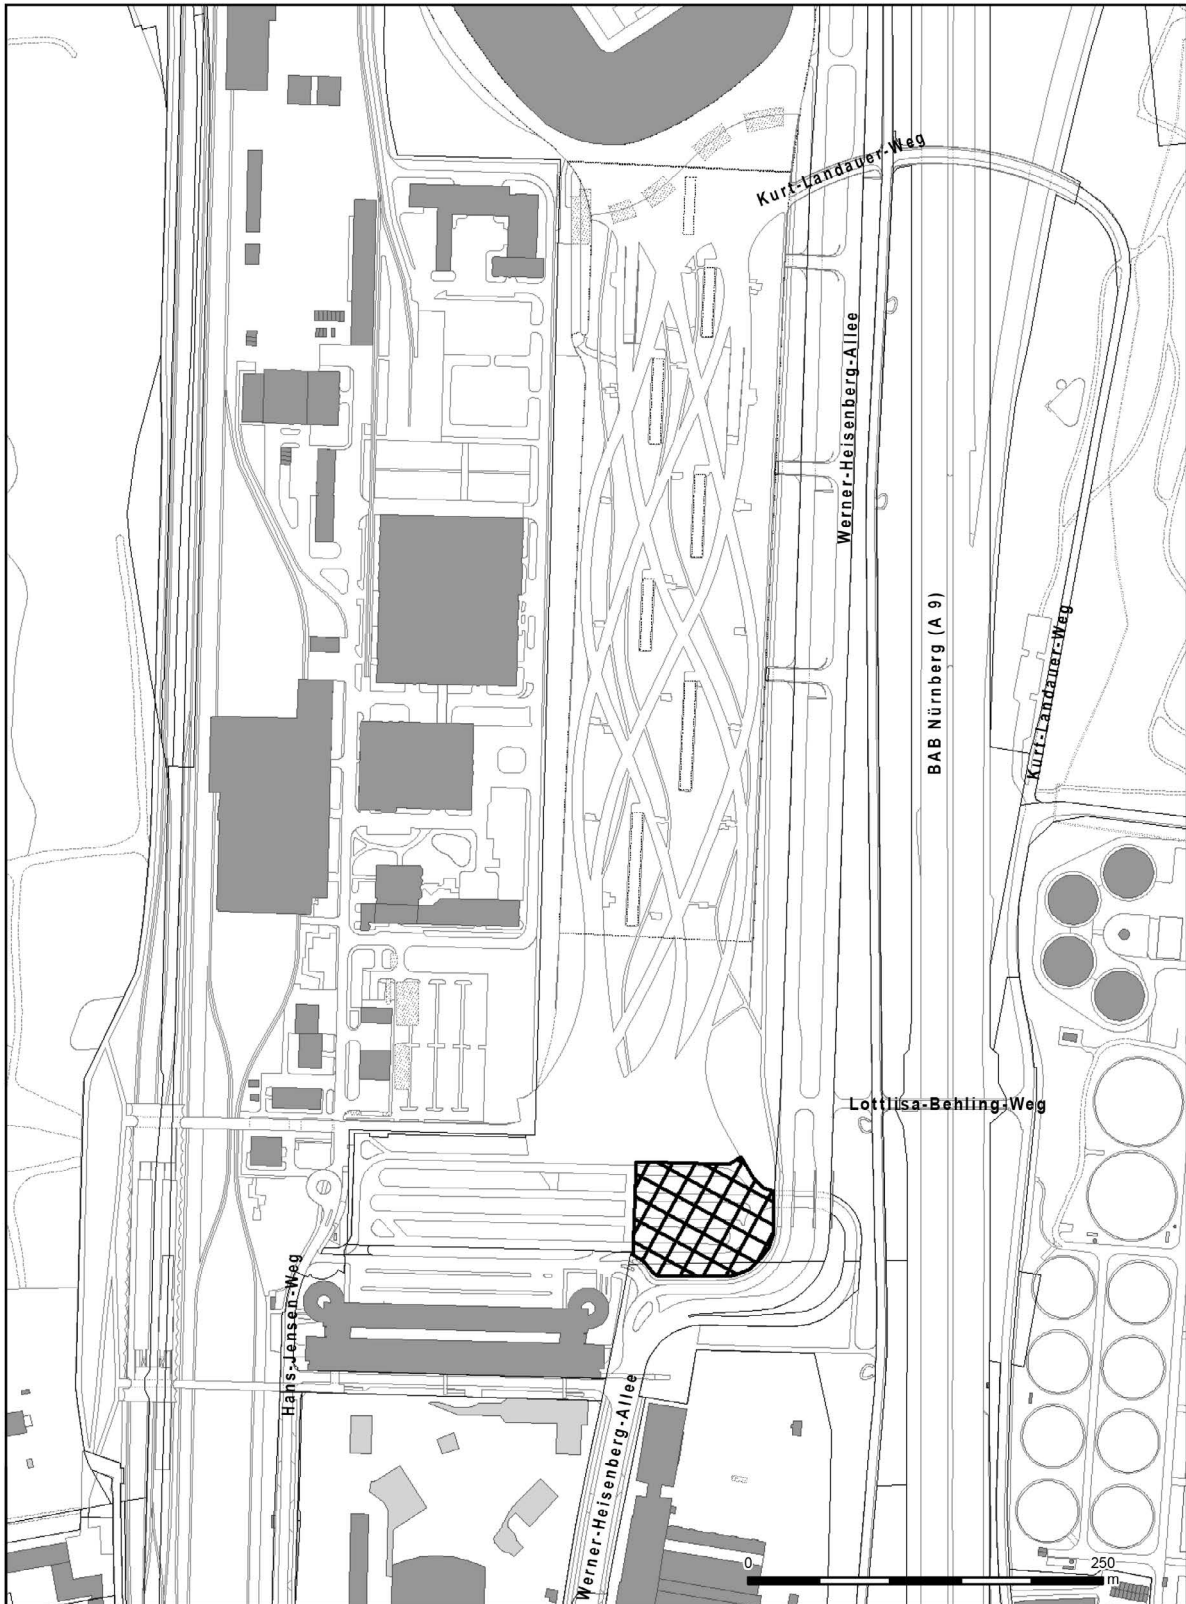 Kurt-Landauer-Weg
Werner-Heisenberg-Allee
BAB Nürnberg (A 9)
Kurt-Landauer-Weg
Lottlisa-Behling-Weg
Hans-Jensen-Weg
Werner-Heisenberg-Allee
0
250
m